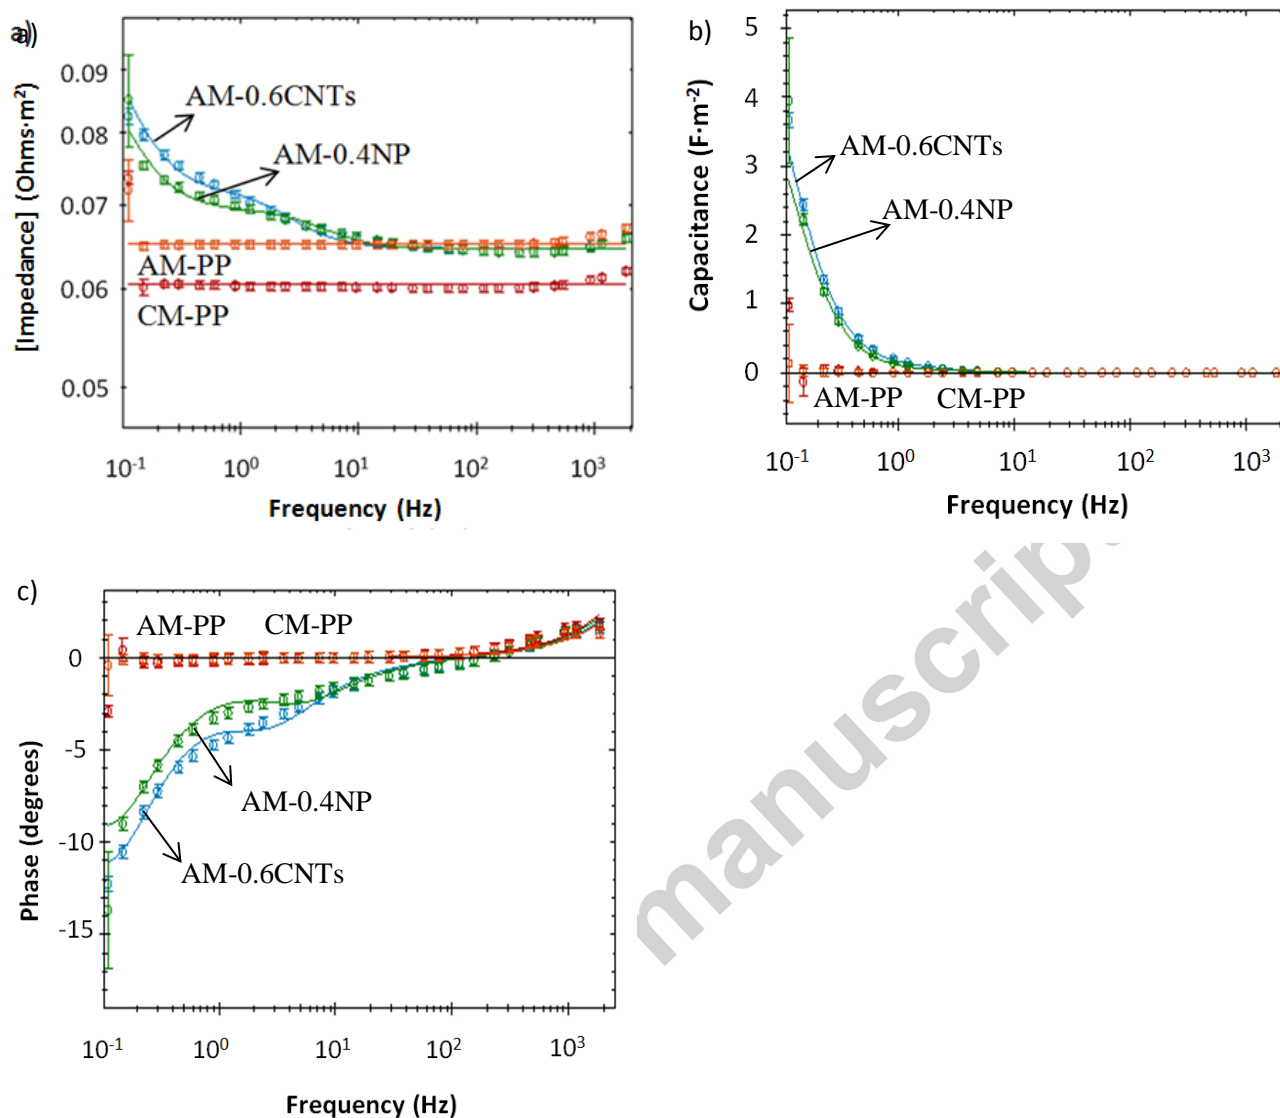 a) a)
[Impedance] (Ohms·m²)
0.09
0.08
0.07
0.06
0.05
AM-0.6CNTs
AM-0.4NP
AM-PP
CM-PP
10⁻¹ 10⁰ 10¹ 10² 10³
Frequency (Hz)
b)
Capacitance (F·m⁻²)
5
4
3
2
1
0
AM-0.6CNTs
AM-0.4NP
AM-PP CM-PP
10⁻¹ 10⁰ 10¹ 10² 10³
Frequency (Hz)
c)
Phase (degrees)
AM-PP CM-PP
0
-5
-10
-15
AM-0.4NP
AM-0.6CNTs
10⁻¹ 10⁰ 10¹ 10² 10³
Frequency (Hz)
manuscript